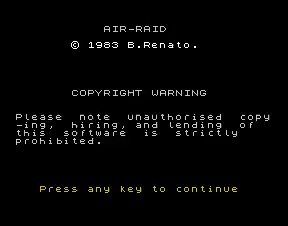 AIR-RAID
© 1983 B.Renato.
COPYRIGHT WARNING
Please note unauthorised copy
-ing, hiring, and lending of
this software is strictly
prohibited.
Press any key to continue